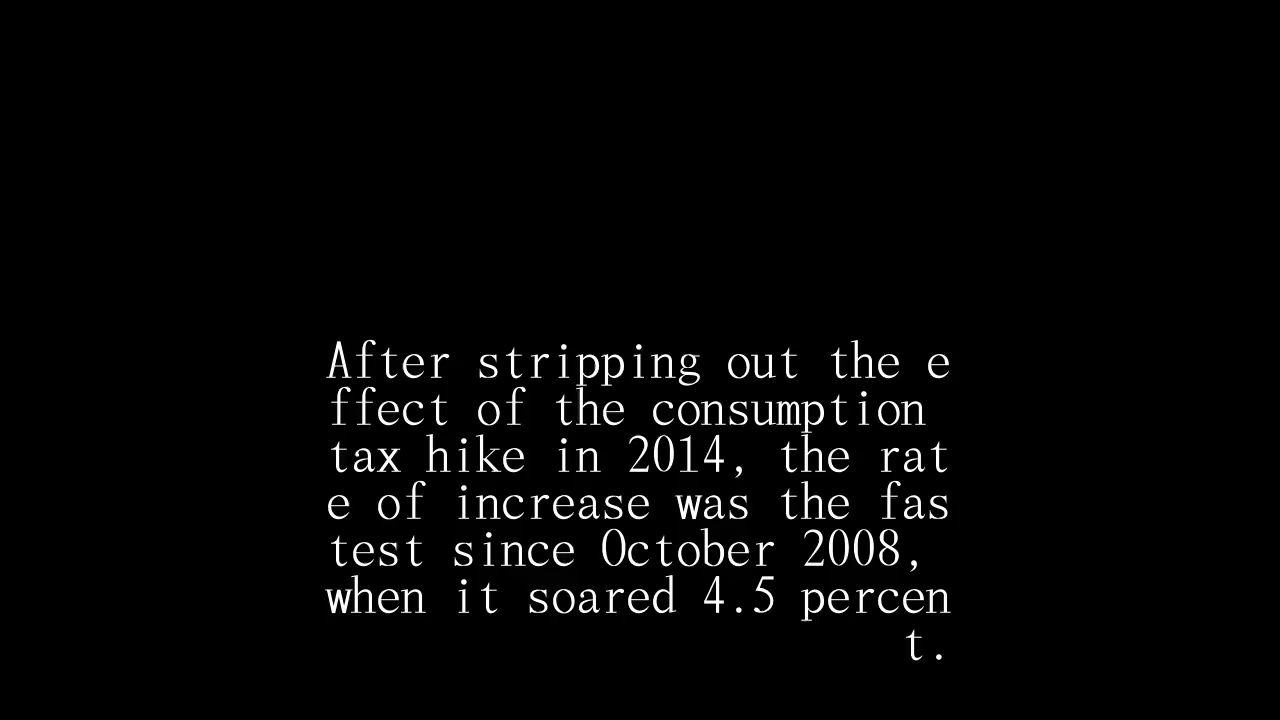 After stripping out the e
ffect of the consumption
tax hike in 2014, the rat
e of increase was the fas
test since October 2008,
when it soared 4.5 percen
t.